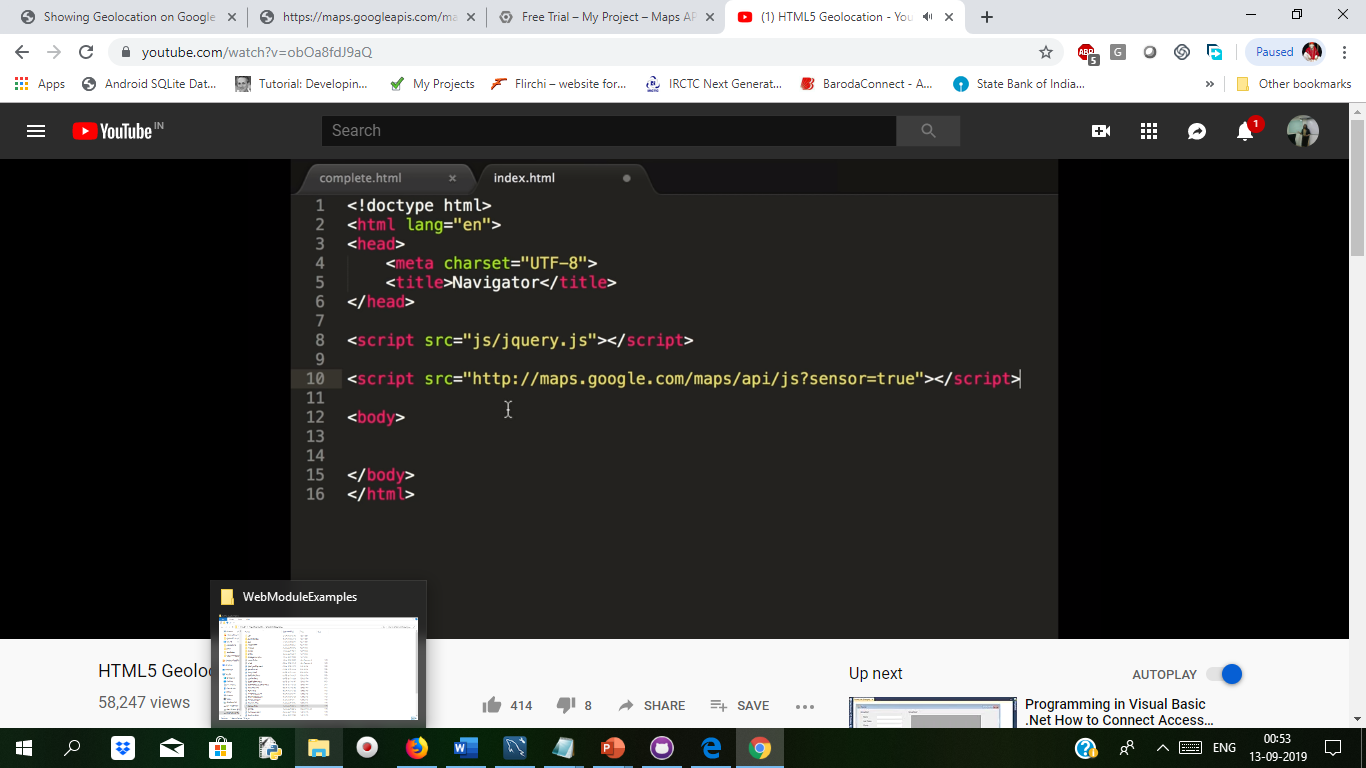 Showing Geolocation on Google
https://maps.googleapis.com/ma
Free Trial – My Project – Maps AP
(1) HTML5 Geolocation - You
youtube.com/watch?v=obOa8fdJ9aQ
ABP
5
G
Paused
Apps
Android SQLite Dat...
Tutorial: Developin...
My Projects
Flirchi – website for...
IRCTC Next Generat...
BarodaConnect - A...
State Bank of India...
»
Other bookmarks
YouTube IN
Search
1
complete.html
index.html
1 <!doctype html>
2 <html lang="en">
3 <head>
4 <meta charset="UTF-8">
5 <title>Navigator</title>
6 </head>
7
8 <script src="js/jquery.js"></script>
9
10 <script src="http://maps.google.com/maps/api/js?sensor=true"></script>
11
12 <body>
13
14
15 </body>
16 </html>
WebModuleExamples
HTML5 Geoloc
58,247 views
414
8
SHARE
SAVE
Up next
AUTOPLAY
Programming in Visual Basic
.Net How to Connect Access...
ENG
00:53
13-09-2019